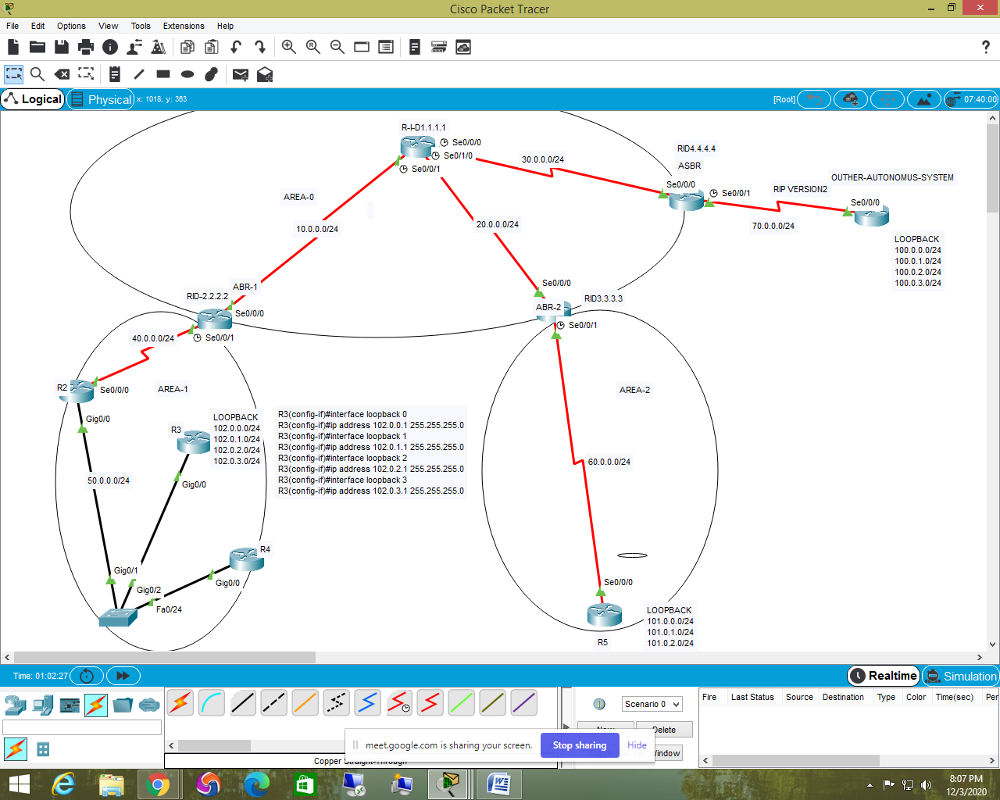 Cisco Packet Tracer
File Edit Options View Tools Extensions Help
Logical
Physical
x: 1018, y: 363
[Root]
07:40:00
R-I-D1.1.1.1
Se0/0/0
Se0/1/0
Se0/0/1
30.0.0.0/24
RID4.4.4.4
ASBR
Se0/0/0
Se0/0/1
RIP VERSION2
OUTHER-AUTONOMUS-SYSTEM
Se0/0/0
70.0.0.0/24
LOOPBACK
100.0.0.0/24
100.0.1.0/24
100.0.2.0/24
100.0.3.0/24
AREA-0
10.0.0.0/24
20.0.0.0/24
ABR-1
RID-2.2.2.2
Se0/0/0
Se0/0/1
40.0.0.0/24
Se0/0/0
RID3.3.3.3
ABR-2
Se0/0/1
R2
Se0/0/0
AREA-1
AREA-2
Gig0/0
R3
LOOPBACK
102.0.0.0/24
102.0.1.0/24
102.0.2.0/24
102.0.3.0/24
R3(config-if)#interface loopback 0
R3(config-if)#ip address 102.0.0.1 255.255.255.0
R3(config-if)#interface loopback 1
R3(config-if)#ip address 102.0.1.1 255.255.255.0
R3(config-if)#interface loopback 2
R3(config-if)#ip address 102.0.2.1 255.255.255.0
R3(config-if)#interface loopback 3
R3(config-if)#ip address 102.0.3.1 255.255.255.0
50.0.0.0/24
Gig0/0
60.0.0.0/24
R4
Gig0/0
Gig0/1
Gig0/2
Fa0/24
Se0/0/0
R5
LOOPBACK
101.0.0.0/24
101.0.1.0/24
101.0.2.0/24
Time: 01:02:27
Realtime
Simulation
Scenario 0
Delete
Fire Last Status Source Destination Type Color Time(sec) Per
meet.google.com is sharing your screen.
Stop sharing
Hide
Copper Straight-Through
8:07 PM
12/3/2020